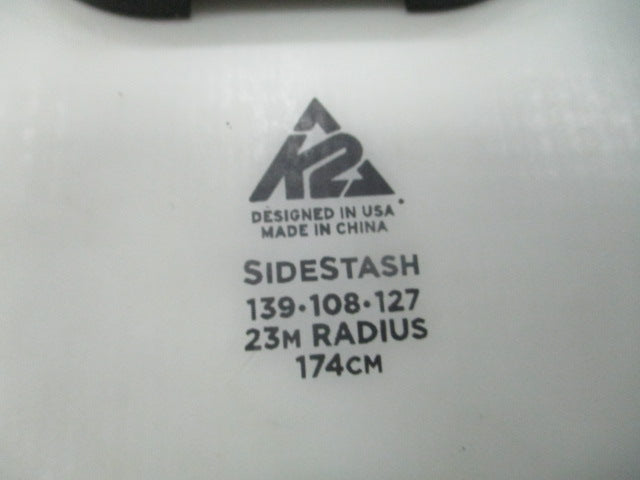 K2
DESIGNED IN USA
MADE IN CHINA
SIDESTASH
139•108•127
23M RADIUS
174CM